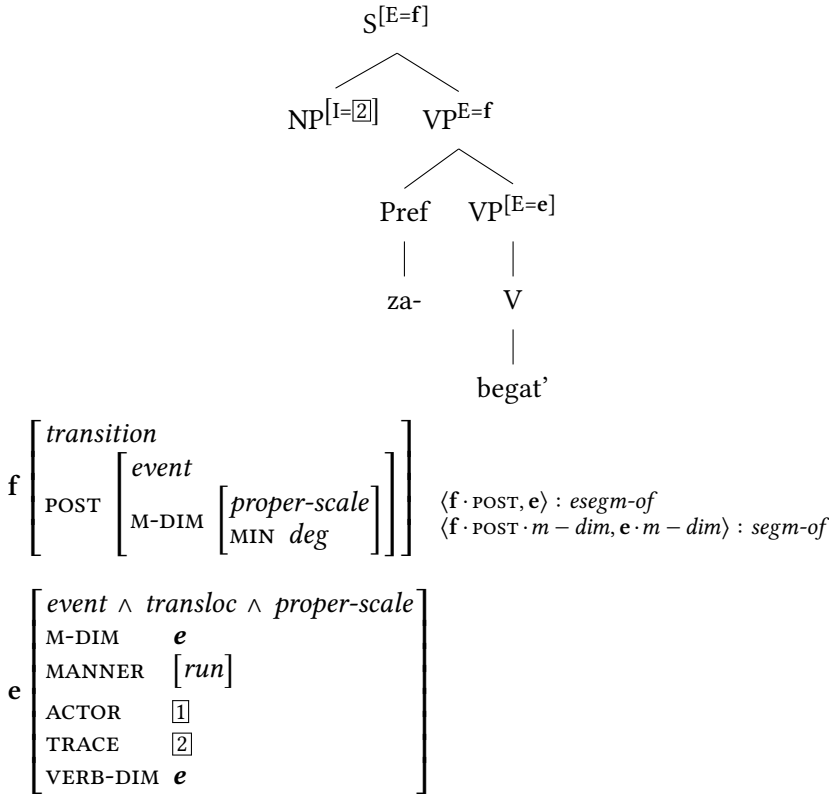 S[E=f]
NP[I=2] VP E=f
Pref VP[E=e]
za- V
begat’
f [transition
POST [event
M-DIM [proper-scale
MIN deg]]]
⟨f · POST, e⟩ : esegm-of
⟨f · POST · m − dim, e · m − dim⟩ : segm-of
e [event ∧ transloc ∧ proper-scale
M-DIM e
MANNER [run]
ACTOR 1
TRACE 2
VERB-DIM e]